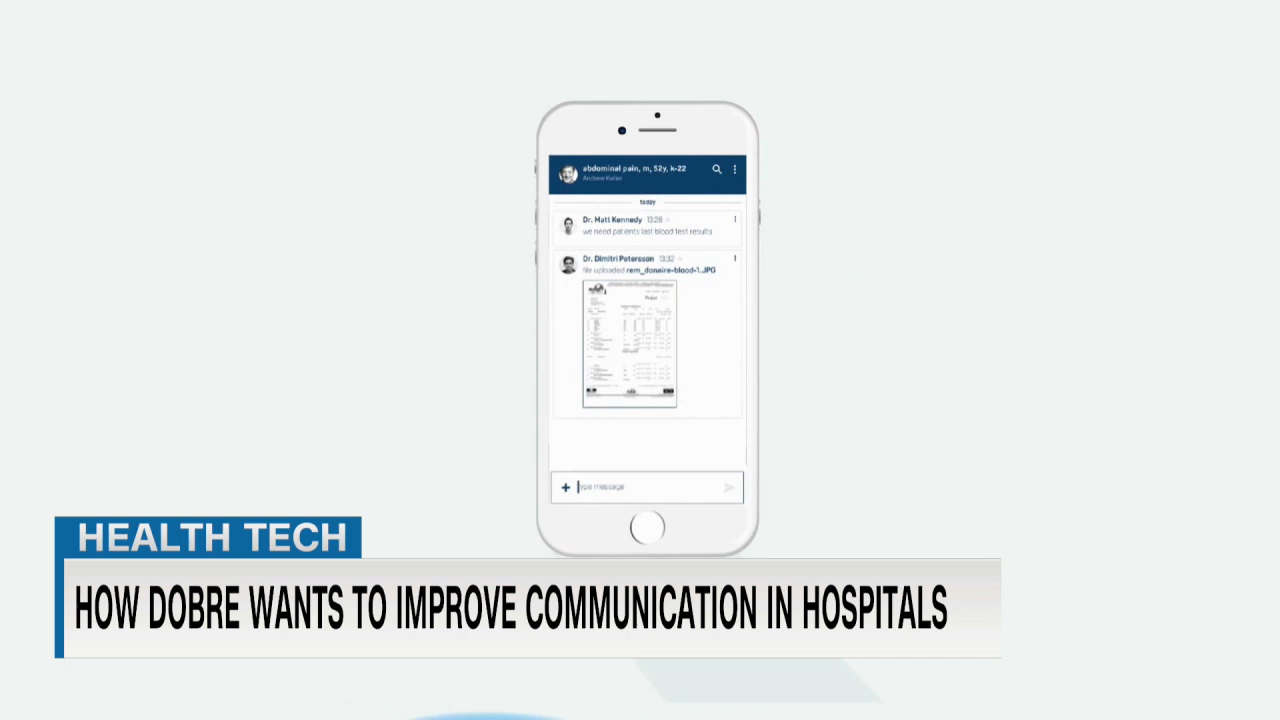 abdominal pain, m, 52y, k-22
today
Dr. Matt Kennedy 13:28
we need patients last blood test results
Dr. Dimitri Petersson 13:32
file uploaded rem_donaire-blood-1..JPG
type message
HEALTH TECH
HOW DOBRE WANTS TO IMPROVE COMMUNICATION IN HOSPITALS